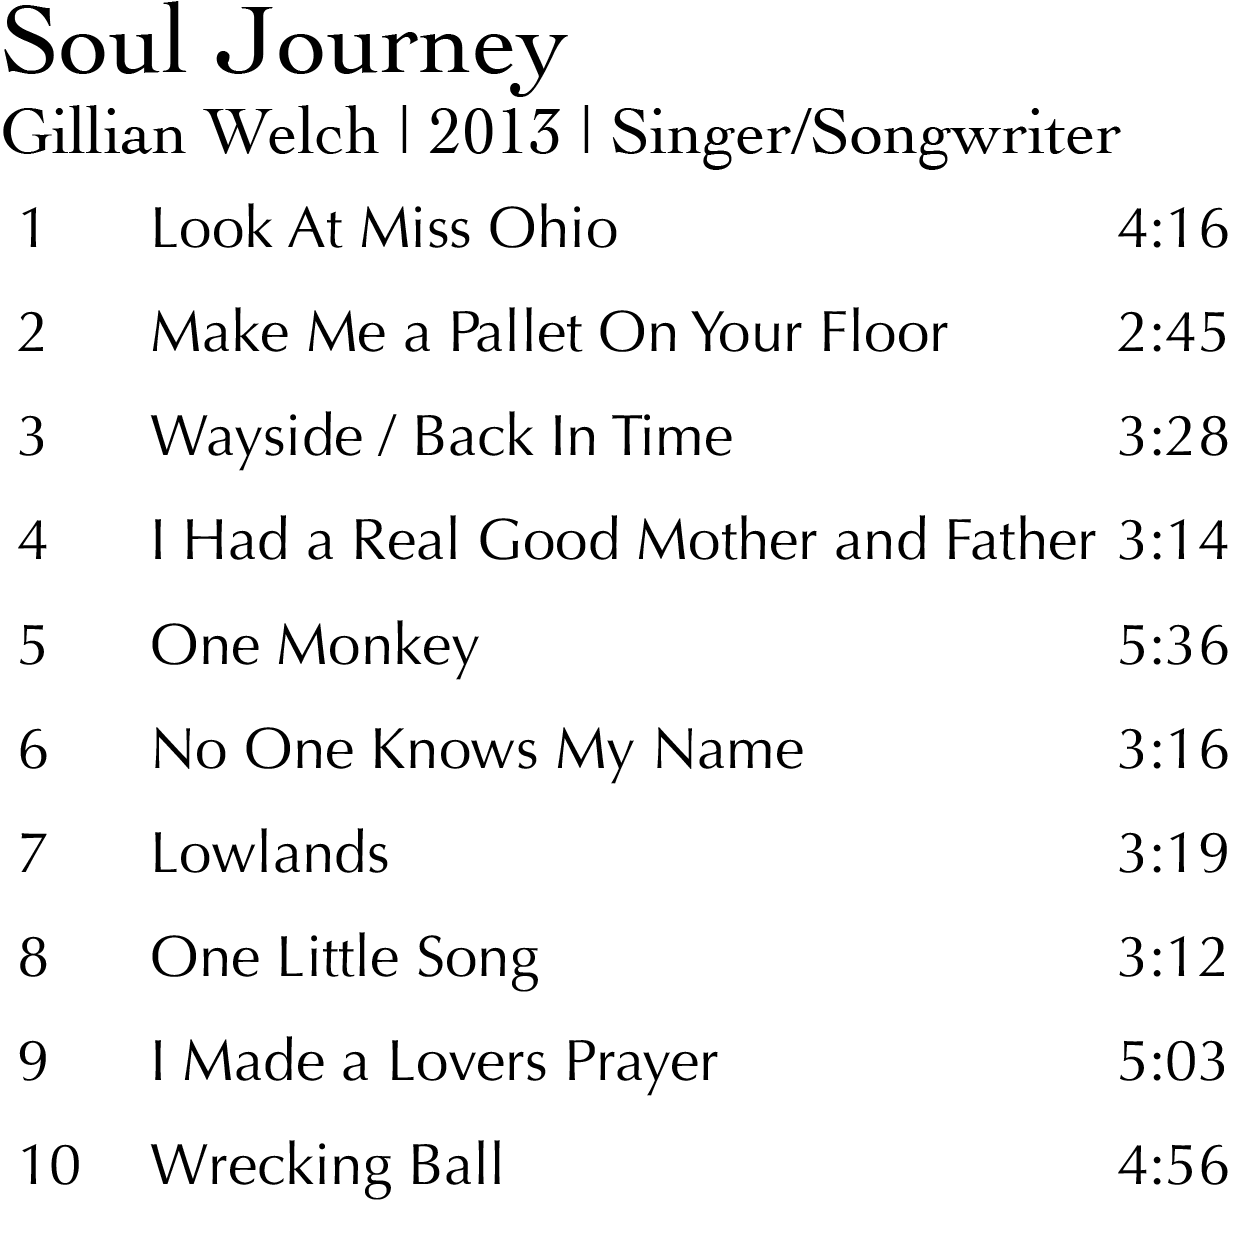 Soul Journey
Gillian Welch | 2013 | Singer/Songwriter
1 Look At Miss Ohio 4:16
2 Make Me a Pallet On Your Floor 2:45
3 Wayside / Back In Time 3:28
4 I Had a Real Good Mother and Father 3:14
5 One Monkey 5:36
6 No One Knows My Name 3:16
7 Lowlands 3:19
8 One Little Song 3:12
9 I Made a Lovers Prayer 5:03
10 Wrecking Ball 4:56